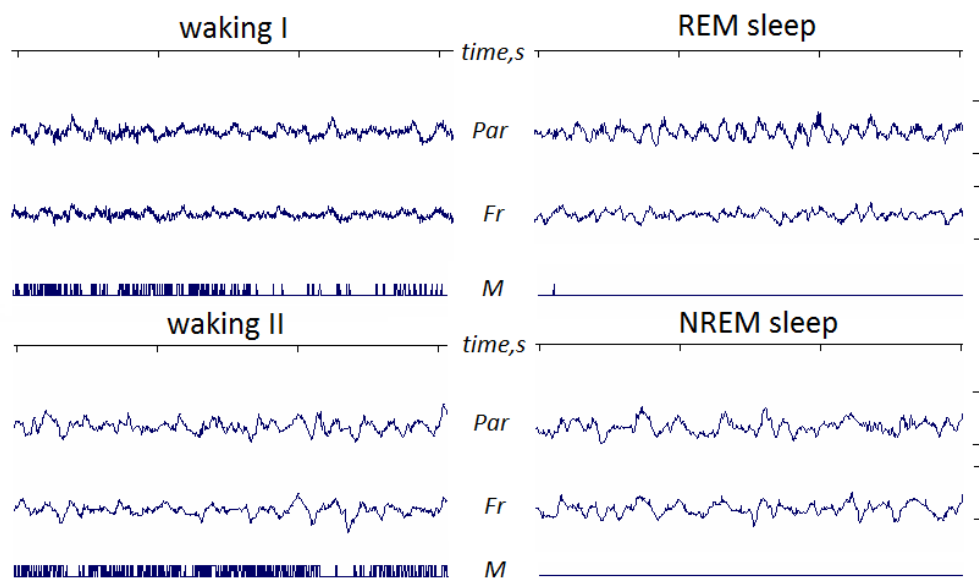 waking I
REM sleep
time,s
Par
Fr
M
waking II
NREM sleep
time,s
Par
Fr
M